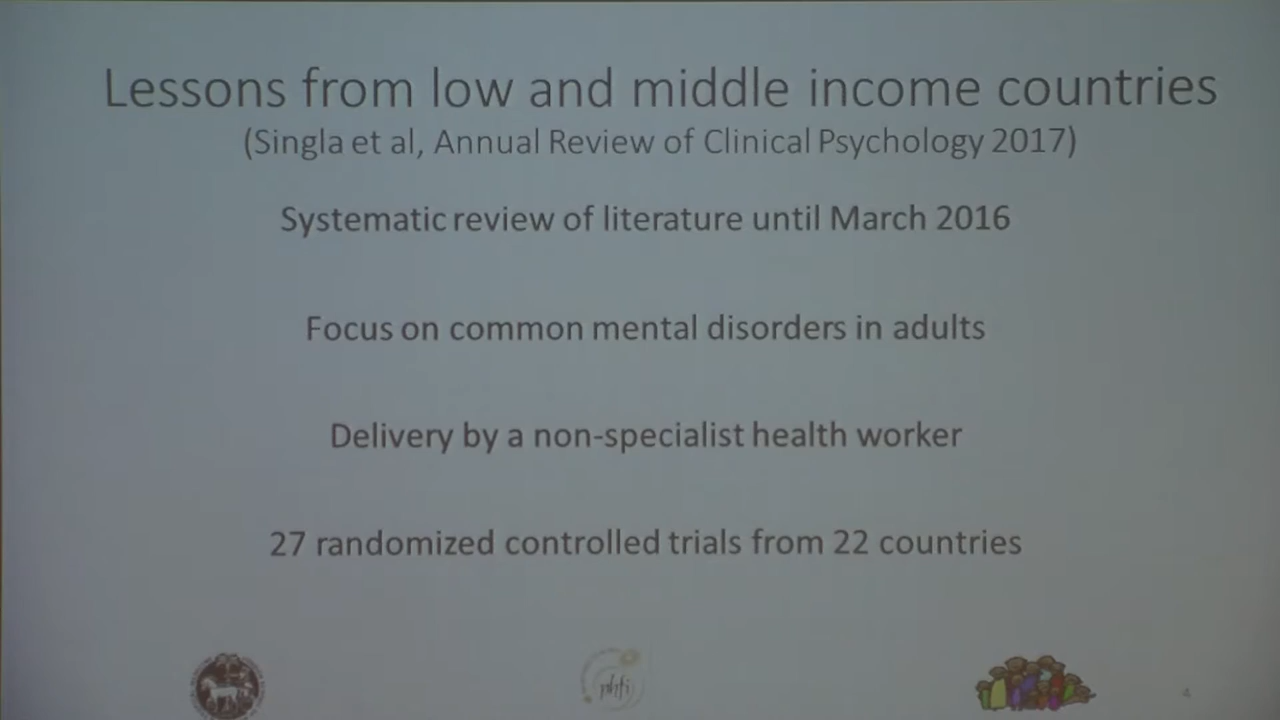 Lessons from low and middle income countries
(Singla et al, Annual Review of Clinical Psychology 2017)
Systematic review of literature until March 2016
Focus on common mental disorders in adults
Delivery by a non-specialist health worker
27 randomized controlled trials from 22 countries
phfi